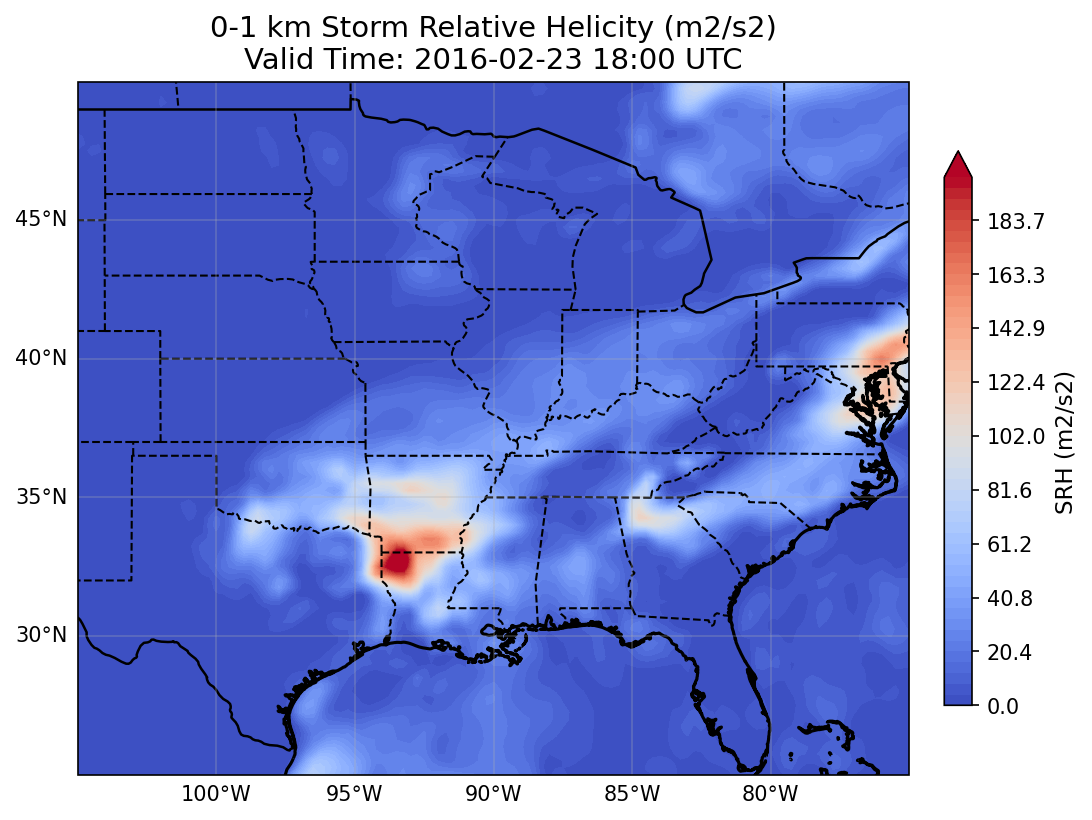 0-1 km Storm Relative Helicity (m2/s2)
Valid Time: 2016-02-23 18:00 UTC
45°N
40°N
35°N
30°N
100°W
95°W
90°W
85°W
80°W
183.7
163.3
142.9
122.4
102.0
81.6
61.2
40.8
20.4
0.0
SRH (m2/s2)